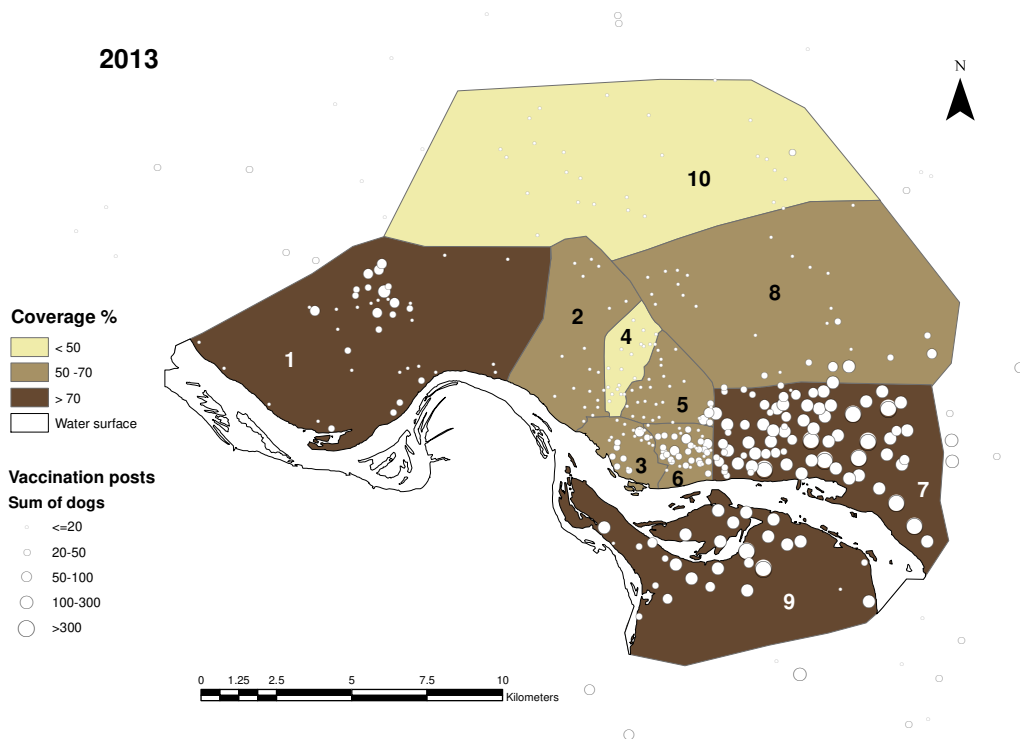 2013
N
10
8
2
4
1
5
3
6
7
9
Coverage %
< 50
50 -70
> 70
Water surface
Vaccination posts
Sum of dogs
<=20
20-50
50-100
100-300
>300
0 1.25 2.5 5 7.5 10
Kilometers